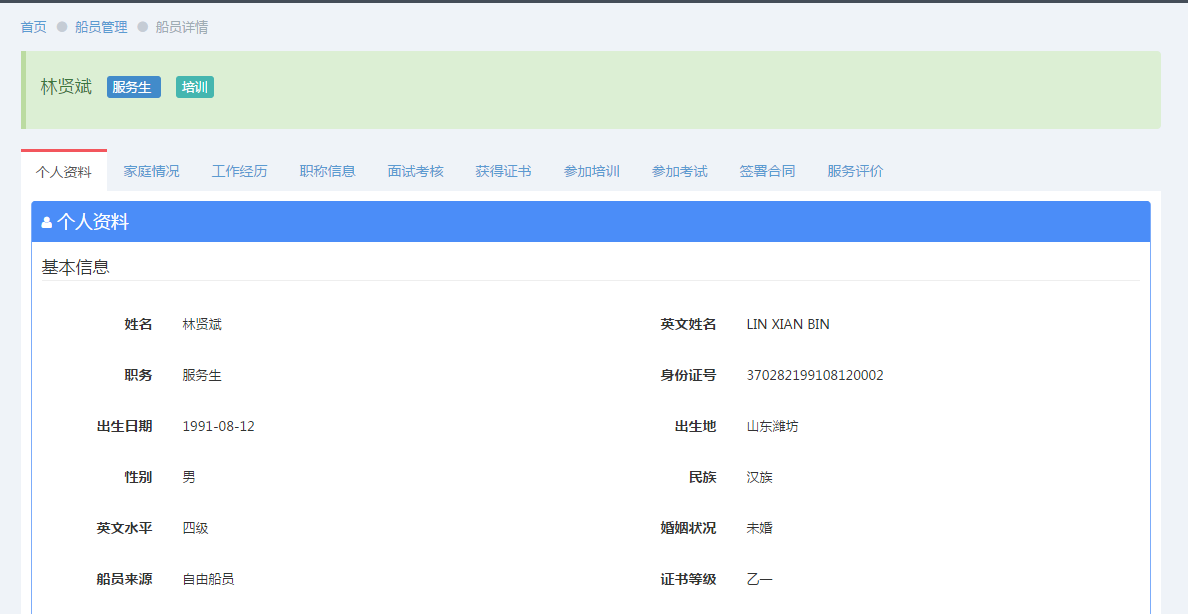 首页 船员管理 船员详情
林贤斌 服务生 培训
个人资料 家庭情况 工作经历 职称信息 面试考核 获得证书 参加培训 参加考试 签署合同 服务评价
个人资料
基本信息
姓名 林贤斌 英文姓名 LIN XIAN BIN
职务 服务生 身份证号 370282199108120002
出生日期 1991-08-12 出生地 山东潍坊
性别 男 民族 汉族
英文水平 四级 婚姻状况 未婚
船员来源 自由船员 证书等级 乙一